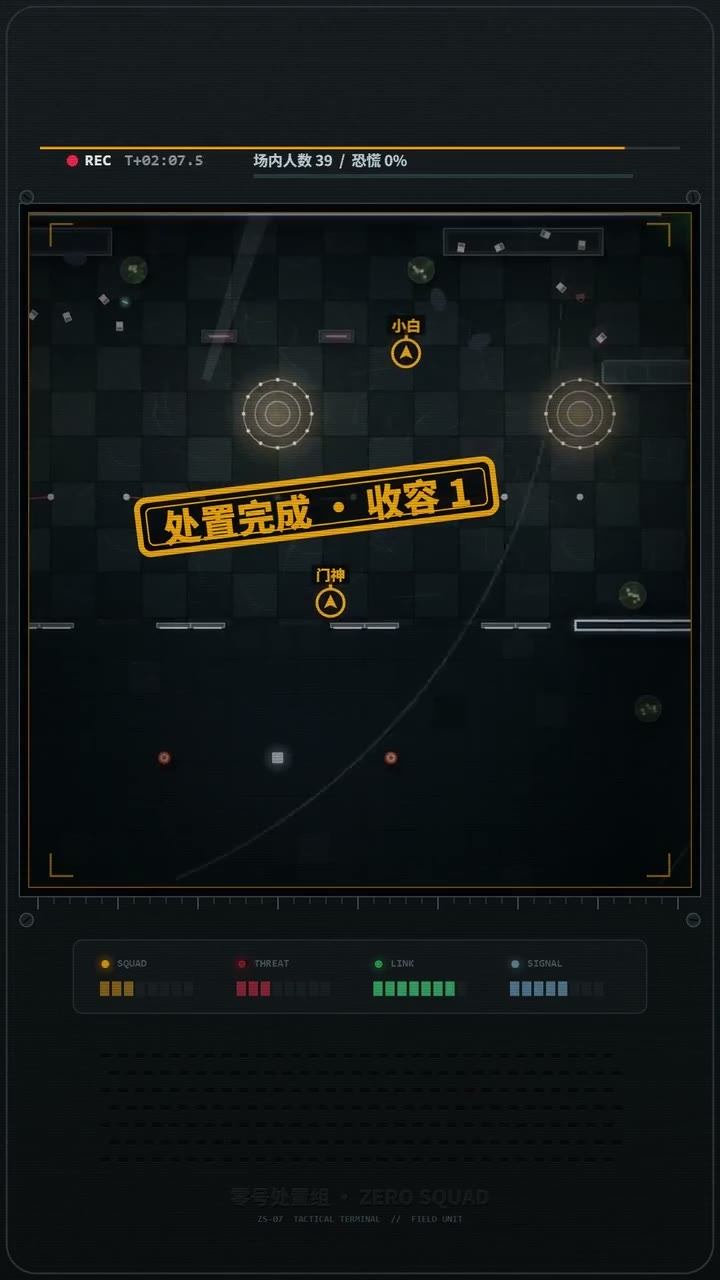 REC T+02:07.5 场内人数 39 / 恐慌 0%
小白
处置完成 · 收容 1
门神
SQUAD THREAT LINK SIGNAL
零号处置组 · ZERO SQUAD
ZS-07 TACTICAL TERMINAL // FIELD UNIT